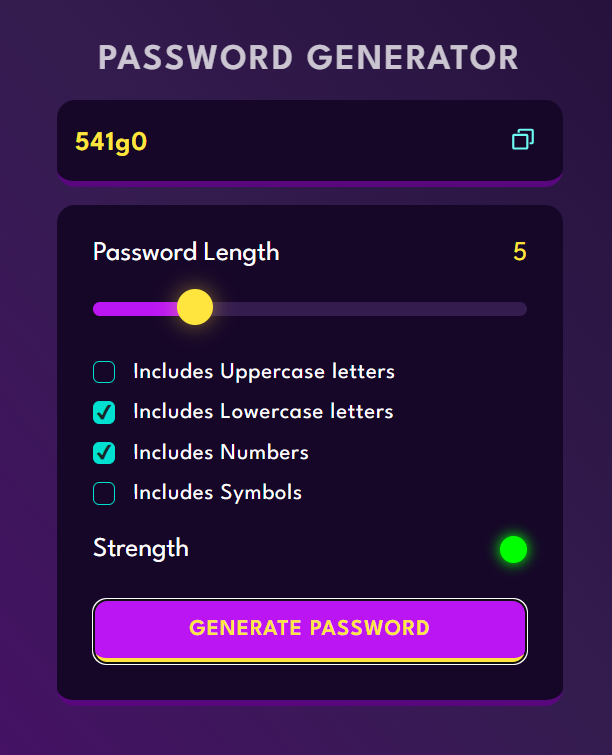 PASSWORD GENERATOR
541g0
Password Length 5
Includes Uppercase letters
Includes Lowercase letters
Includes Numbers
Includes Symbols
Strength
GENERATE PASSWORD